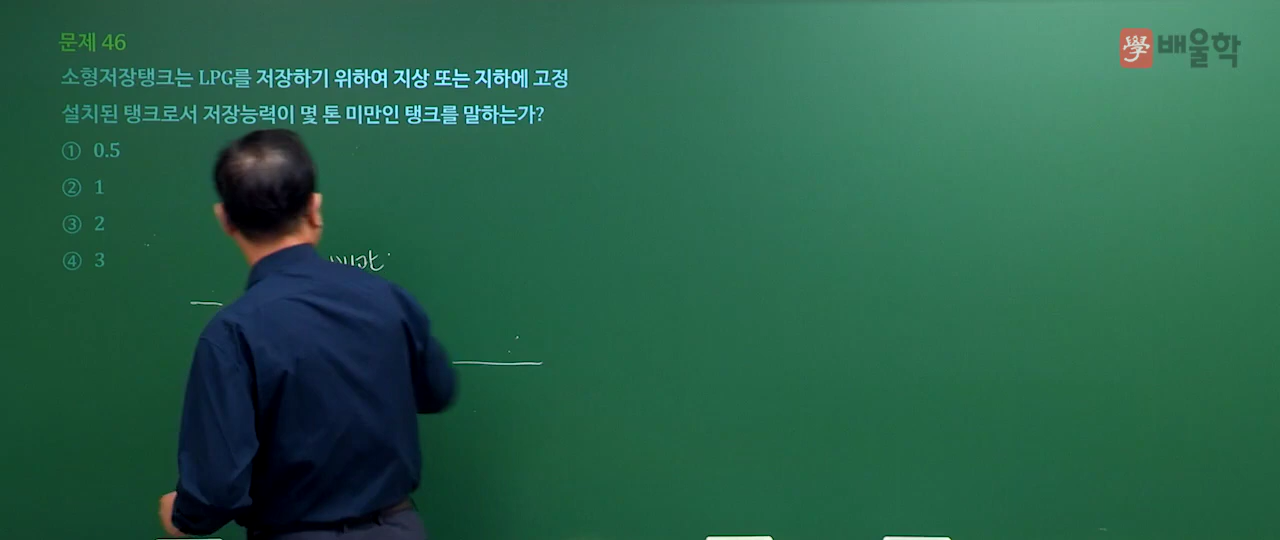 문제 46
學 배울학
소형저장탱크는 LPG를 저장하기 위하여 지상 또는 지하에 고정
설치된 탱크로서 저장능력이 몇 톤 미만인 탱크를 말하는가?
① 0.5
② 1
③ 2
④ 3